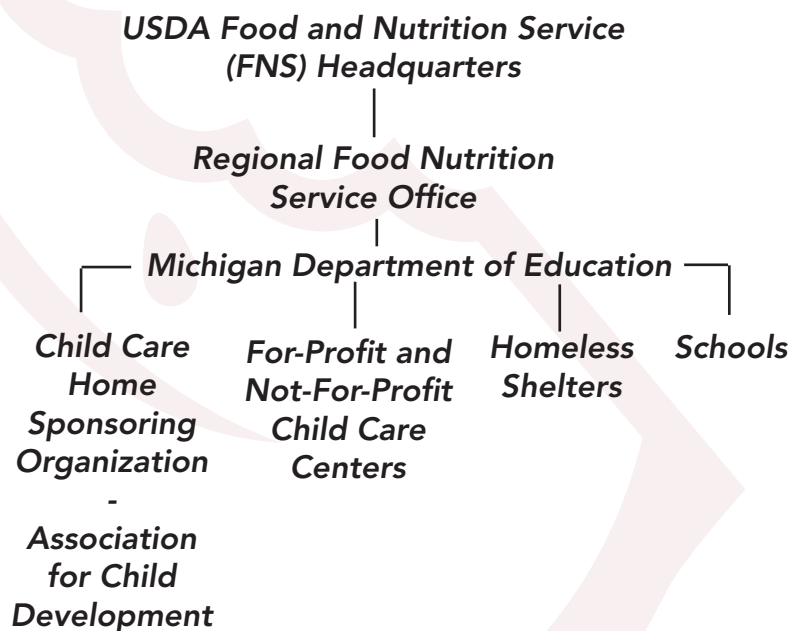 USDA Food and Nutrition Service
(FNS) Headquarters
Regional Food Nutrition
Service Office
Michigan Department of Education
Child Care
Home
Sponsoring
Organization
-
Association
for Child
Development
For-Profit and
Not-For-Profit
Child Care
Centers
Homeless
Shelters
Schools